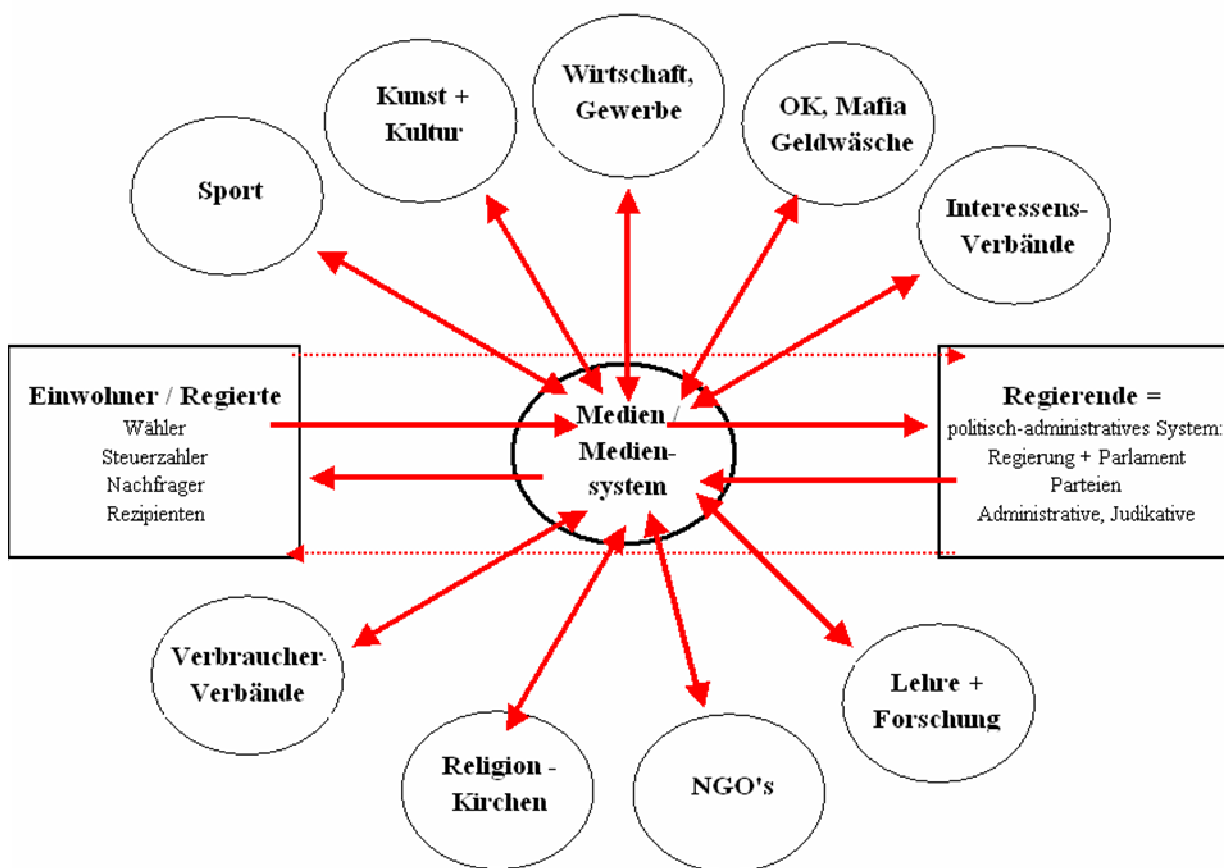 Wirtschaft,
Gewerbe
Kunst +
Kultur
OK, Mafia
Geldwäsche
Sport
Interessens-
Verbände
Einwohner / Regierte
Wähler
Steuerzahler
Nachfrager
Rezipienten
Medien /
Medien-
system
Regierende =
politisch-administratives System:
Regierung + Parlament
Parteien
Administrative, Judikative
Verbraucher-
Verbände
Religion -
Kirchen
NGO's
Lehre +
Forschung